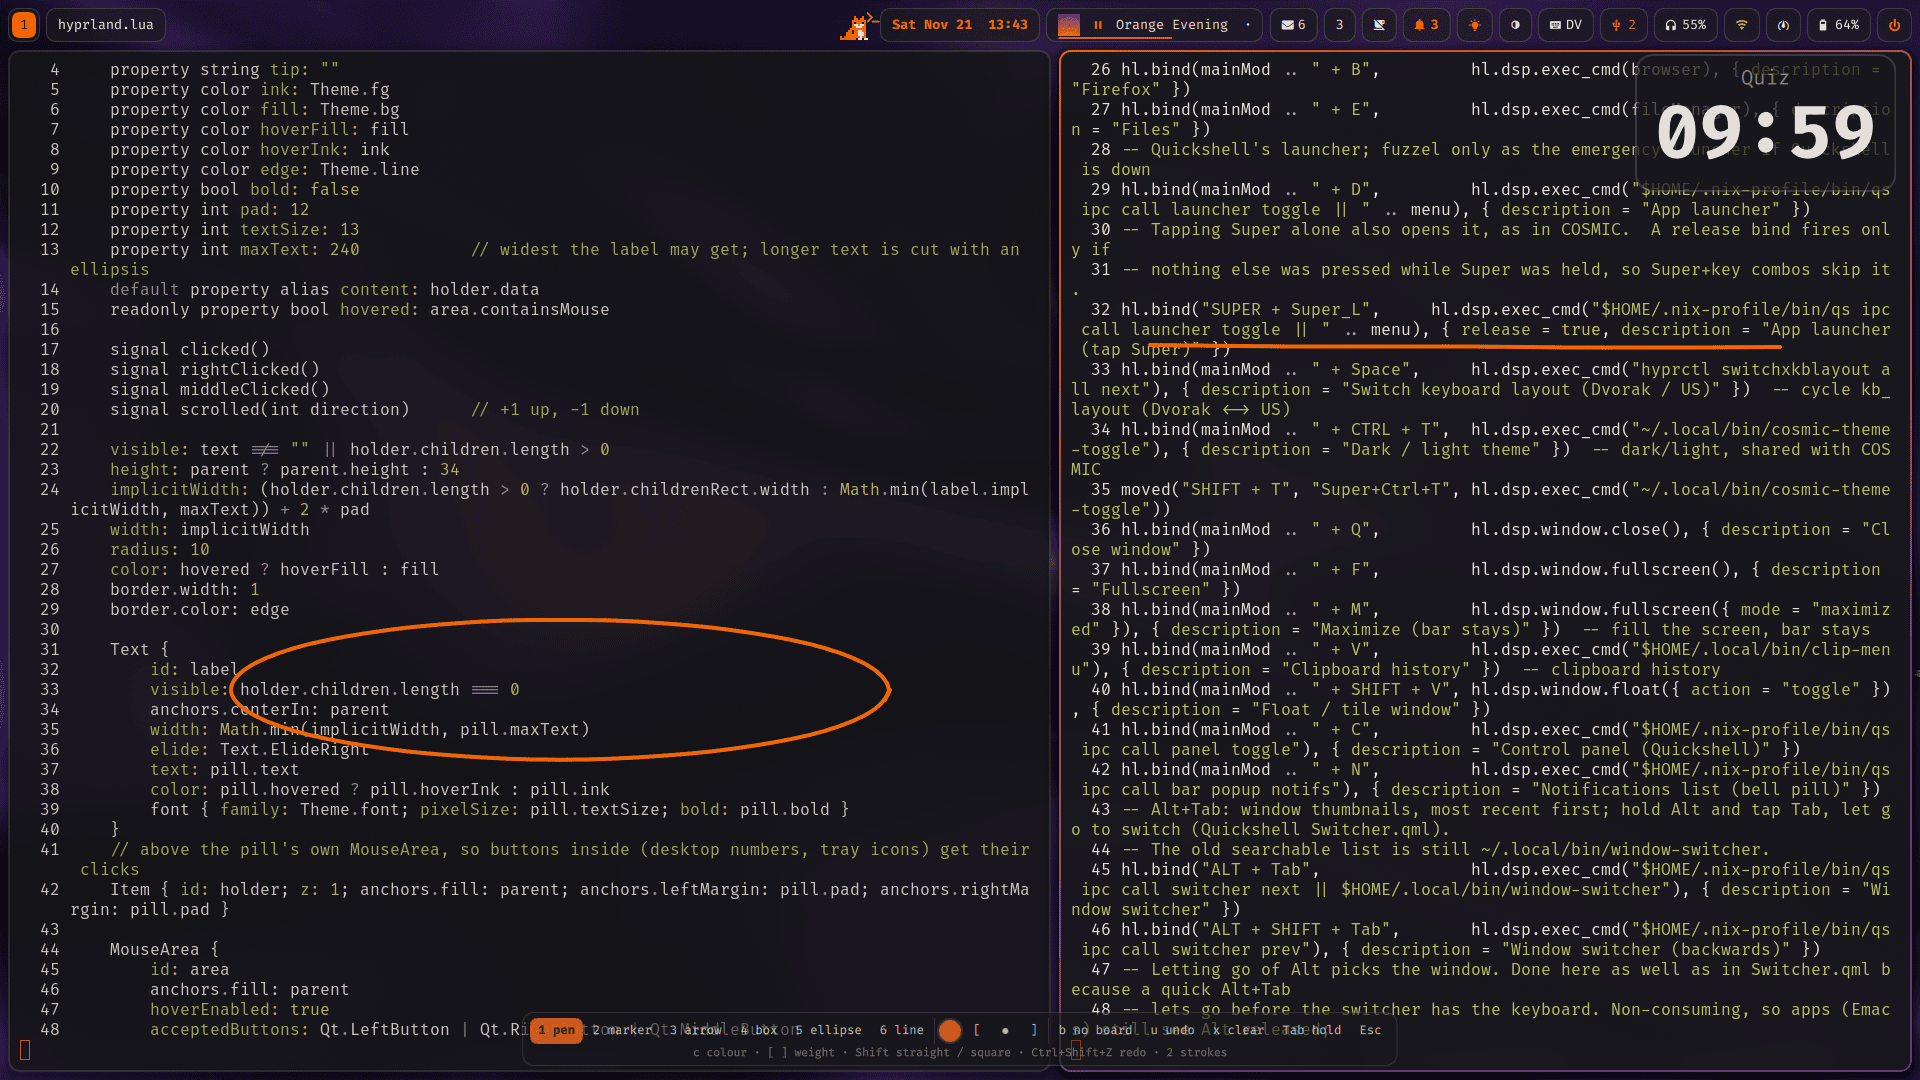 1 hyprland.lua Sat Nov 21 13:43 Orange Evening · 6 3 3 DV 2 55% 64%
4 property string tip: ""
5 property color ink: Theme.fg
6 property color fill: Theme.bg
7 property color hoverFill: fill
8 property color hoverInk: ink
9 property color edge: Theme.line
10 property bool bold: false
11 property int pad: 12
12 property int textSize: 13
13 property int maxText: 240 // widest the label may get; longer text is cut with an
ellipsis
14 default property alias content: holder.data
15 readonly property bool hovered: area.containsMouse
16
17 signal clicked()
18 signal rightClicked()
19 signal middleClicked()
20 signal scrolled(int direction) // +1 up, -1 down
21
22 visible: text !== "" || holder.children.length > 0
23 height: parent ? parent.height : 34
24 implicitWidth: (holder.children.length > 0 ? holder.childrenRect.width : Math.min(label.impl
icitWidth, maxText)) + 2 * pad
25 width: implicitWidth
26 radius: 10
27 color: hovered ? hoverFill : fill
28 border.width: 1
29 border.color: edge
30
31 Text {
32 id: label
33 visible: holder.children.length === 0
34 anchors.centerIn: parent
35 width: Math.min(implicitWidth, pill.maxText)
36 elide: Text.ElideRight
37 text: pill.text
38 color: pill.hovered ? pill.hoverInk : pill.ink
39 font { family: Theme.font; pixelSize: pill.textSize; bold: pill.bold }
40 }
41 // above the pill's own MouseArea, so buttons inside (desktop numbers, tray icons) get their
clicks
42 Item { id: holder; z: 1; anchors.fill: parent; anchors.leftMargin: pill.pad; anchors.rightMa
rgin: pill.pad }
43
44 MouseArea {
45 id: area
46 anchors.fill: parent
47 hoverEnabled: true
48 acceptedButtons: Qt.LeftButton | Qt.
26 hl.bind(mainMod .. " + B", hl.dsp.exec_cmd(browser), { description =
"Firefox" })
27 hl.bind(mainMod .. " + E", hl.dsp.exec_cmd(fileManager), { descriptio
n = "Files" })
28 -- Quickshell's launcher; fuzzel only as the emergency launcher if Quickshell
is down
29 hl.bind(mainMod .. " + D", hl.dsp.exec_cmd("$HOME/.nix-profile/bin/qs
ipc call launcher toggle || " .. menu), { description = "App launcher" })
30 -- Tapping Super alone also opens it, as in COSMIC. A release bind fires onl
y if
31 -- nothing else was pressed while Super was held, so Super+key combos skip it
.
32 hl.bind("SUPER + Super_L", hl.dsp.exec_cmd("$HOME/.nix-profile/bin/qs ipc
call launcher toggle || " .. menu), { release = true, description = "App launcher
(tap Super)" })
33 hl.bind(mainMod .. " + Space", hl.dsp.exec_cmd("hyprctl switchxkblayout a
ll next"), { description = "Switch keyboard layout (Dvorak / US)" }) -- cycle kb_
layout (Dvorak <-> US)
34 hl.bind(mainMod .. " + CTRL + T", hl.dsp.exec_cmd("~/.local/bin/cosmic-theme
-toggle"), { description = "Dark / light theme" }) -- dark/light, shared with COS
MIC
35 moved("SHIFT + T", "Super+Ctrl+T", hl.dsp.exec_cmd("~/.local/bin/cosmic-theme
-toggle"))
36 hl.bind(mainMod .. " + Q", hl.dsp.window.close(), { description = "Cl
ose window" })
37 hl.bind(mainMod .. " + F", hl.dsp.window.fullscreen(), { description
= "Fullscreen" })
38 hl.bind(mainMod .. " + M", hl.dsp.window.fullscreen({ mode = "maximiz
ed" }), { description = "Maximize (bar stays)" }) -- fill the screen, bar stays
39 hl.bind(mainMod .. " + V", hl.dsp.exec_cmd("$HOME/.local/bin/clip-men
u"), { description = "Clipboard history" }) -- clipboard history
40 hl.bind(mainMod .. " + SHIFT + V", hl.dsp.window.float({ action = "toggle" })
, { description = "Float / tile window" })
41 hl.bind(mainMod .. " + C", hl.dsp.exec_cmd("$HOME/.nix-profile/bin/qs
ipc call panel toggle"), { description = "Control panel (Quickshell)" })
42 hl.bind(mainMod .. " + N", hl.dsp.exec_cmd("$HOME/.nix-profile/bin/qs
ipc call bar popup notifs"), { description = "Notifications list (bell pill)" })
43 -- Alt+Tab: window thumbnails, most recent first; hold Alt and tap Tab, let g
o to switch (Quickshell Switcher.qml).
44 -- The old searchable list is still ~/.local/bin/window-switcher.
45 hl.bind("ALT + Tab", hl.dsp.exec_cmd("$HOME/.nix-profile/bin/qs
ipc call switcher next || $HOME/.local/bin/window-switcher"), { description = "Wi
ndow switcher" })
46 hl.bind("ALT + SHIFT + Tab", hl.dsp.exec_cmd("$HOME/.nix-profile/bin/qs
ipc call switcher prev"), { description = "Window switcher (backwards)" })
47 -- Letting go of Alt picks the window. Done here as well as in Switcher.qml b
ecause a quick Alt+Tab
48 -- lets go before the switcher has the keyboard. Non-consuming, so apps (Emac
Quiz
09:59
1 pen 2 marker 3 arrow 4 box 5 ellipse 6 line [ ] b no board u undo x clear Tab hold Esc
c colour · [ ] weight · Shift straight / square · Ctrl+Shift+Z redo · 2 strokes